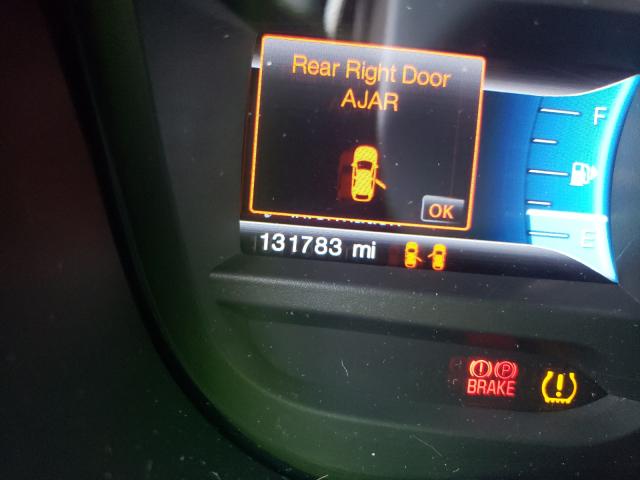 Rear Right Door
AJAR
OK
F
E
131783 mi
P
BRAKE